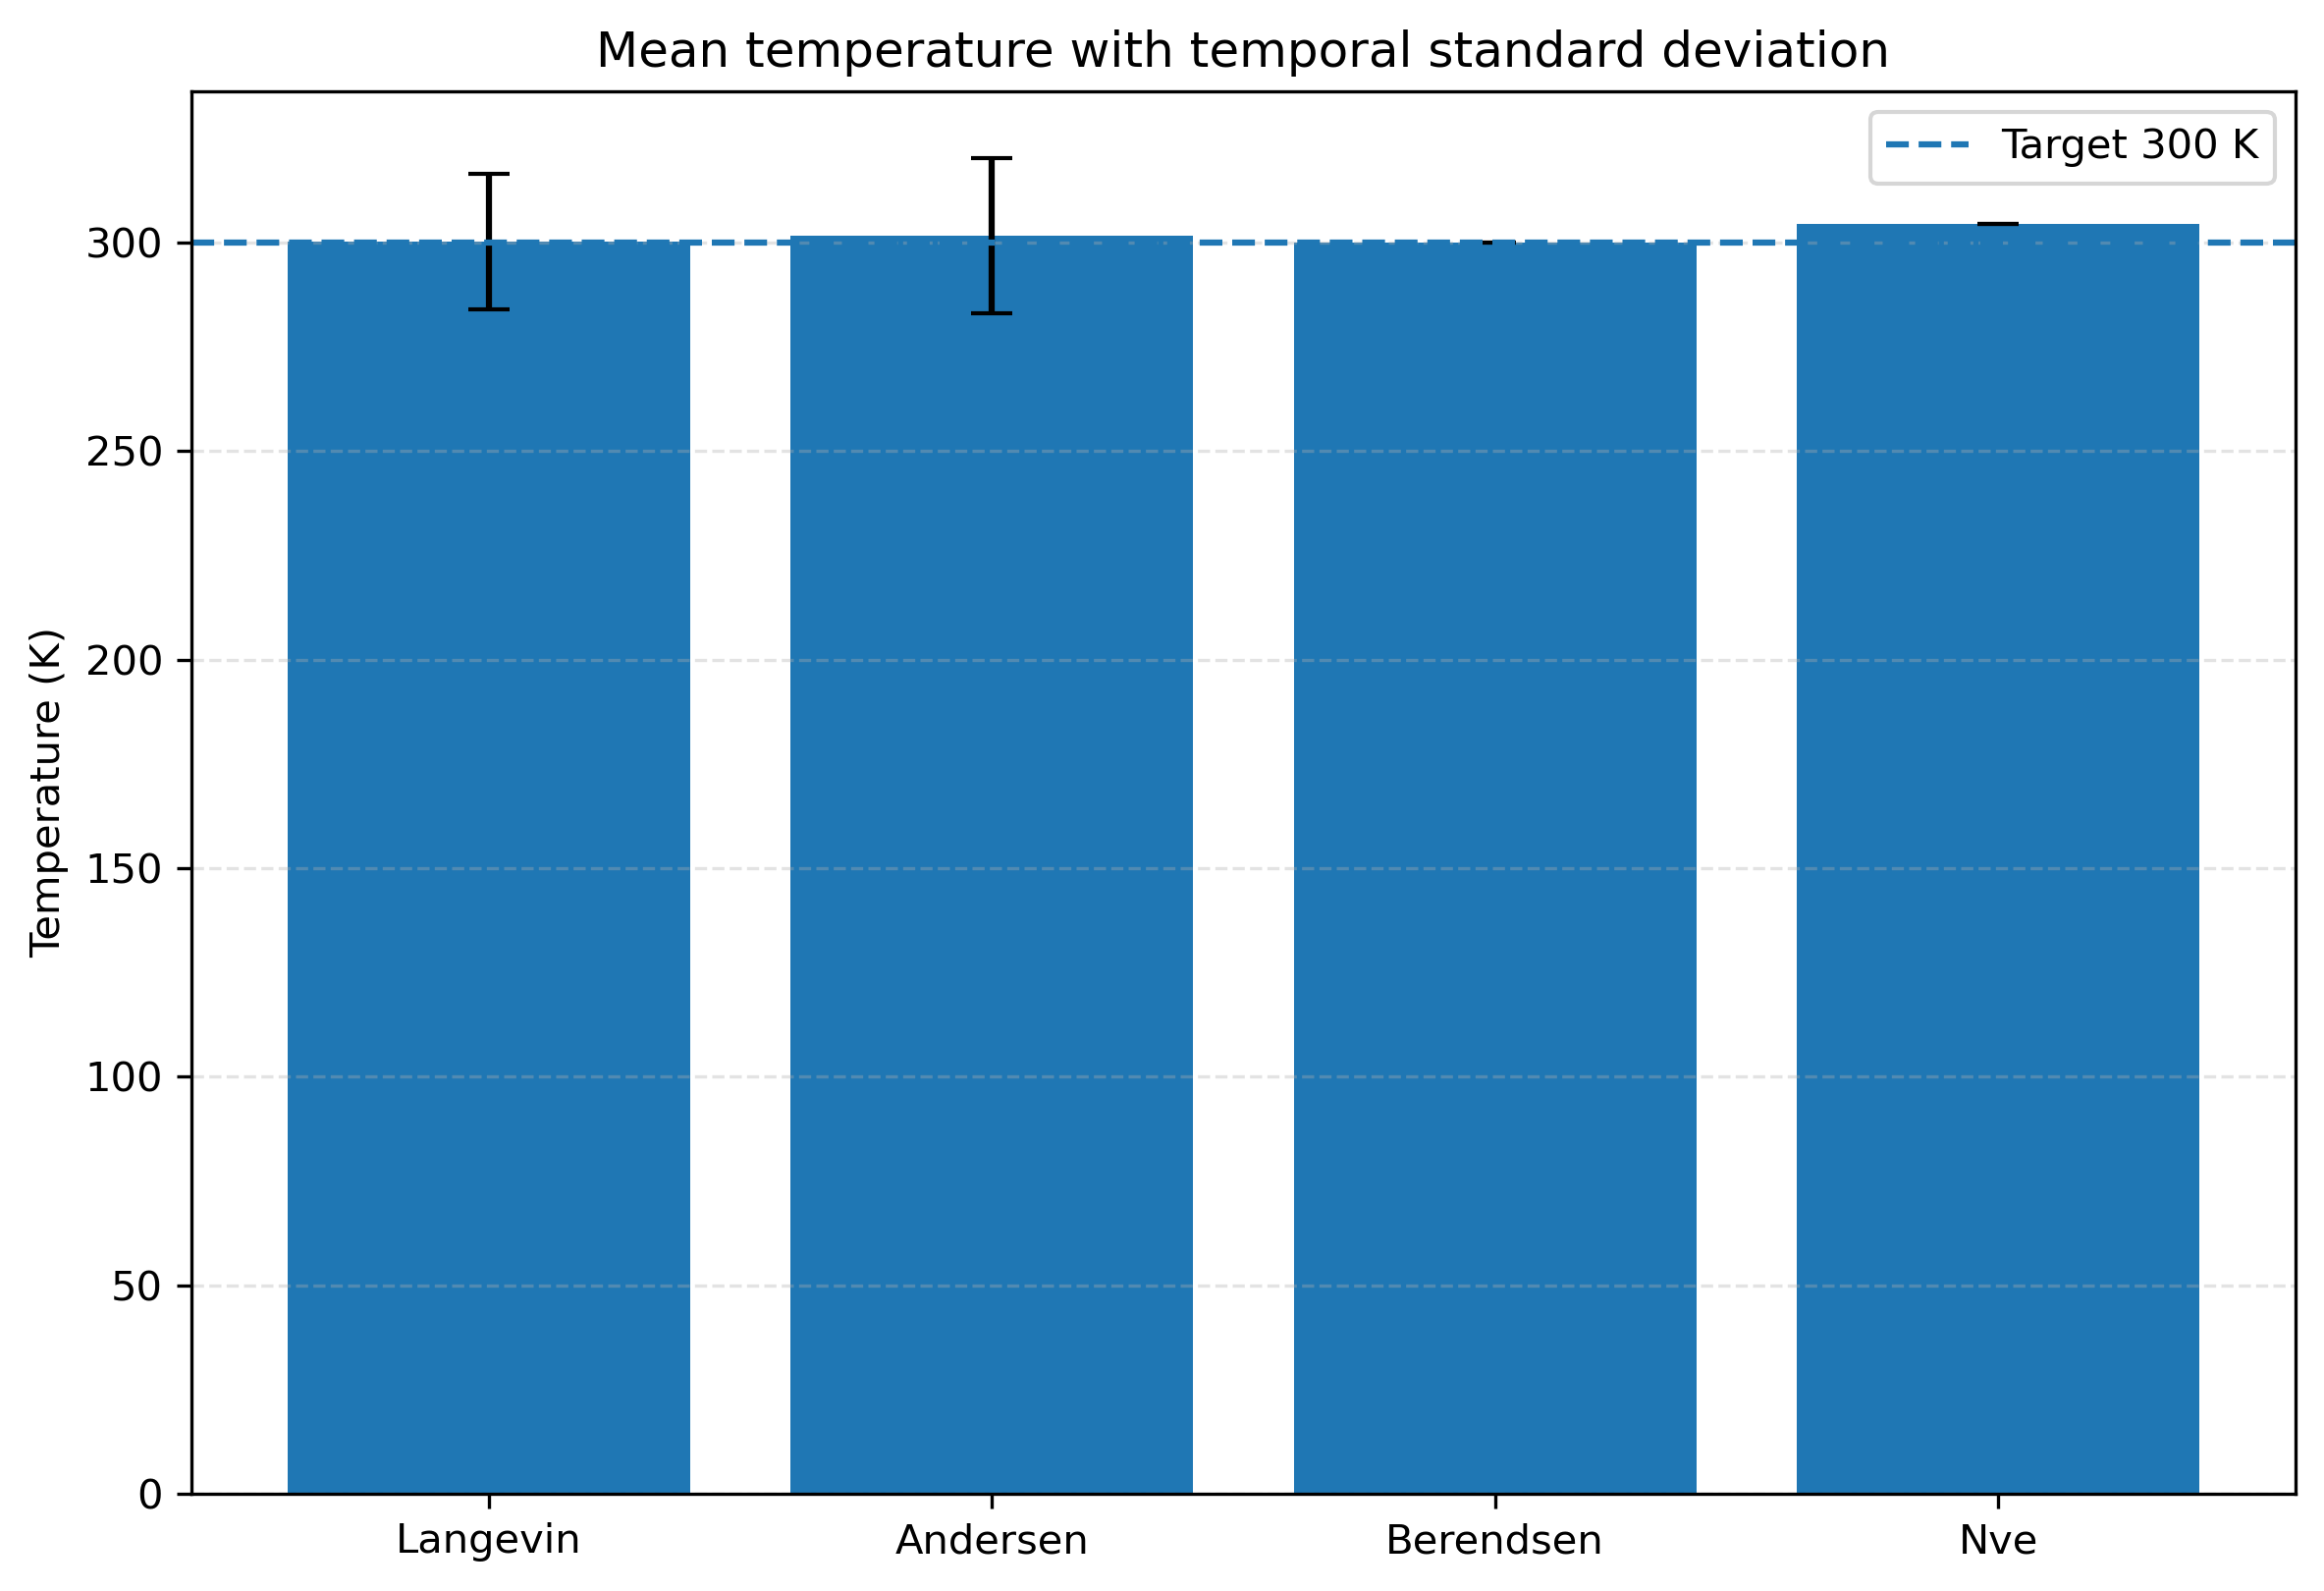 Mean temperature with temporal standard deviation
Target 300 K
Temperature (K)
300
250
200
150
100
50
0
Langevin Andersen Berendsen Nve